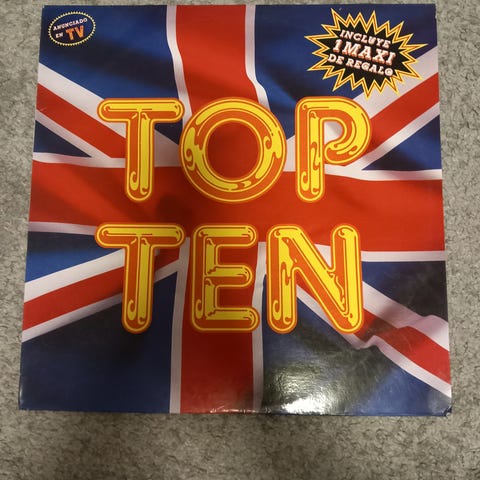 ANUNCIADO
EN TV
INCLUYE
1 MAXI
DE REGALO
TOP
TEN